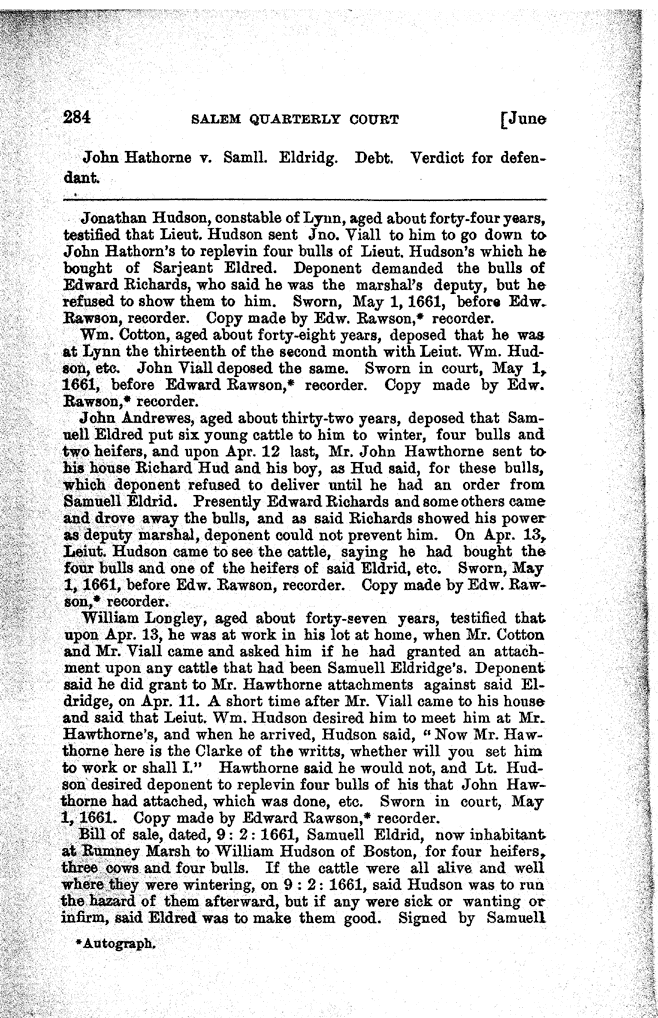 284 SALEM QUARTERLY COURT [June
John Hathorne v. Samll. Eldridg. Debt. Verdict for defen-
dant.
Jonathan Hudson, constable of Lynn, aged about forty-four years,
testified that Lieut. Hudson sent Jno. Viall to him to go down to
John Hathorn's to replevin four bulls of Lieut. Hudson's which he
bought of Sarjeant Eldred. Deponent demanded the bulls of
Edward Richards, who said he was the marshal's deputy, but he
refused to show them to him. Sworn, May 1, 1661, before Edw.
Rawson, recorder. Copy made by Edw. Rawson,* recorder.
Wm. Cotton, aged about forty-eight years, deposed that he was
at Lynn the thirteenth of the second month with Leiut. Wm. Hud-
son, etc. John Viall deposed the same. Sworn in court, May 1,
1661, before Edward Rawson,* recorder. Copy made by Edw.
Rawson,* recorder.
John Andrewes, aged about thirty-two years, deposed that Sam-
uell Eldred put six young cattle to him to winter, four bulls and
two heifers, and upon Apr. 12 last, Mr. John Hawthorne sent to
his house Richard Hud and his boy, as Hud said, for these bulls,
which deponent refused to deliver until he had an order from
Samuell Eldrid. Presently Edward Richards and some others came
and drove away the bulls, and as said Richards showed his power
as deputy marshal, deponent could not prevent him. On Apr. 13,
Leiut. Hudson came to see the cattle, saying he had bought the
four bulls and one of the heifers of said Eldrid, etc. Sworn, May
1, 1661, before Edw. Rawson, recorder. Copy made by Edw. Raw-
son,* recorder.
William Longley, aged about forty-seven years, testified that
upon Apr. 13, he was at work in his lot at home, when Mr. Cotton
and Mr. Viall came and asked him if he had granted an attach-
ment upon any cattle that had been Samuell Eldridge's. Deponent
said he did grant to Mr. Hawthorne attachments against said El-
dridge, on Apr. 11. A short time after Mr. Viall came to his house
and said that Leiut. Wm. Hudson desired him to meet him at Mr.
Hawthorne's, and when he arrived, Hudson said, "Now Mr. Haw-
thorne here is the Clarke of the writts, whether will you set him
to work or shall I." Hawthorne said he would not, and Lt. Hud-
son desired deponent to replevin four bulls of his that John Haw-
thorne had attached, which was done, etc. Sworn in court, May
1, 1661. Copy made by Edward Rawson,* recorder.
Bill of sale, dated, 9 : 2 : 1661, Samuell Eldrid, now inhabitant
at Rumney Marsh to William Hudson of Boston, for four heifers,
three cows and four bulls. If the cattle were all alive and well
where they were wintering, on 9 : 2 : 1661, said Hudson was to run
the hazard of them afterward, but if any were sick or wanting or
infirm, said Eldred was to make them good. Signed by Samuell
*Autograph.